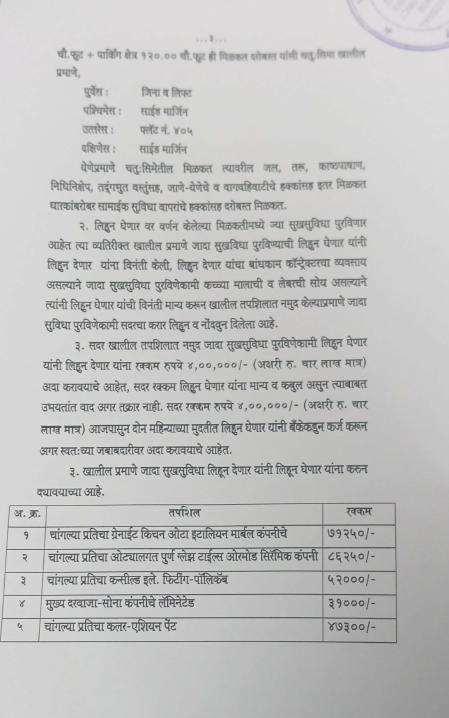 ...३...
चौ.फूट + पार्किंग क्षेत्र १२०.०० चौ.फूट ही मिळकत दरोबस्त यांसी चतु:सिमा खालील
प्रमाणे,
पुर्वेस : जिना व लिफ्ट
पश्चिमेस : साईड मार्जिन
उत्तरेस : फ्लॅट नं. ४०५
दक्षिणेस : साईड मार्जिन
येणेप्रमाणे चतु:सिमेतील मिळकत त्यावरील जल, तरू, काष्ठपाषाण,
निधिनिक्षेप, तद्ंगभुत वस्तुंसह, जाणे-येणेचे व वागवहिवाटीचे हक्कांसह इतर मिळकत
धारकांबरोबर सामाईक सुविधा वापरांचे हक्कांसह दरोबस्त मिळकत.
२. लिहून घेणार वर वर्णन केलेल्या मिळकतीमध्ये ज्या सुखसुविधा पुरविणार
आहेत त्या व्यतिरीक्त खालील प्रमाणे जादा सुखविधा पुरविण्याची लिहून घेणार यांनी
लिहून देणार यांना विनंती केली, लिहून देणार यांचा बांधकाम कॉन्ट्रेक्टरचा व्यवसाय
असल्याने जादा सुखसुविधा पुरविणेकामी कच्च्या मालाची व लेबरची सोय असल्याने
त्यांनी लिहून घेणार यांची विनंती मान्य करून खालील तपशिलात नमुद केल्याप्रमाणे जादा
सुविधा पुरविणेकामी सदरचा करार लिहून व नोंदवुन दिलेला आहे.
३. सदर खालील तपशिलात नमुद जादा सुखसुविधा पुरविणेकामी लिहून घेणार
यांनी लिहून देणार यांना रक्कम रुपये ४,००,०००/- (अक्षरी रु. चार लाख मात्र)
अदा करावयाचे आहेत, सदर रक्कम लिहून घेणार यांना मान्य व कबुल असुन त्याबाबत
उभयतांत वाद अगर तक्रार नाही. सदर रक्कम रुपये ४,००,०००/- (अक्षरी रु. चार
लाख मात्र) आजपासुन दोन महिन्याच्या मुदतीत लिहून घेणार यांनी बँकेकडुन कर्ज करून
अगर स्वत:च्या जबाबदारीवर अदा करावयाचे आहेत.
३. खालील प्रमाणे जादा सुखसुविधा लिहून देणार यांनी लिहून घेणार यांना करुन
द्यावयाच्या आहे.
अ. क्र. तपशिल रक्कम
१ चांगल्या प्रतिचा ग्रेनाईट किचन ओटा इटालियन मार्बल कंपनीचे ७१२५०/-
२ चांगल्या प्रतिचा ओट्यालगत पुर्ण ग्लेझ टाईल्स ओरमोड सिरॅमिक कंपनी ८६२५०/-
३ चांगल्या प्रतिचा कन्सील्ड इले. फिटींग-पॉलिकॅब ५२०००/-
४ मुख्य दरवाजा-सोना कंपनीचे लॅमिनेटेड ३१०००/-
५ चांगल्या प्रतिचा कलर-एशियन पेंट ४७३००/-